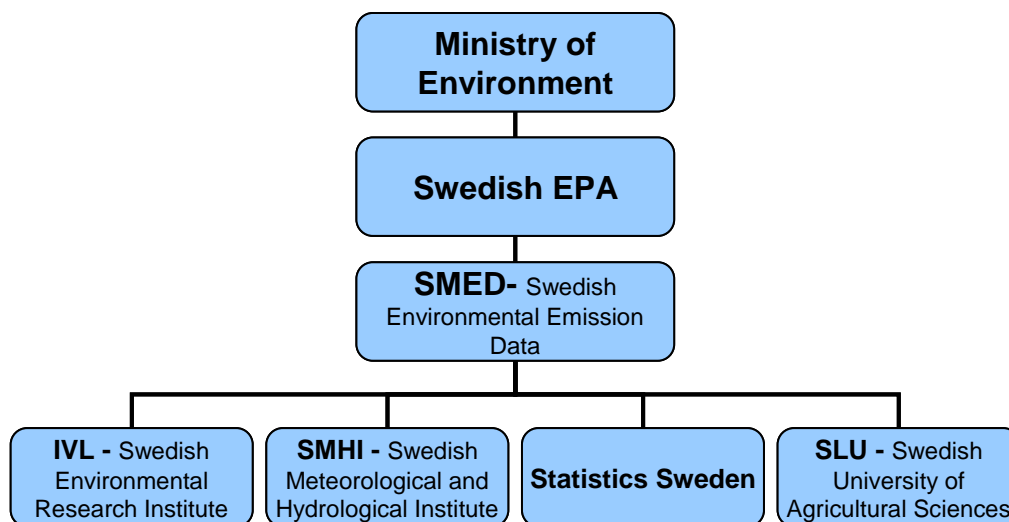 Ministry of
Environment
Swedish EPA
SMED- Swedish
Environmental Emission
Data
IVL - Swedish
Environmental
Research Institute
SMHI - Swedish
Meteorological and
Hydrological Institute
Statistics Sweden
SLU - Swedish
University of
Agricultural Sciences